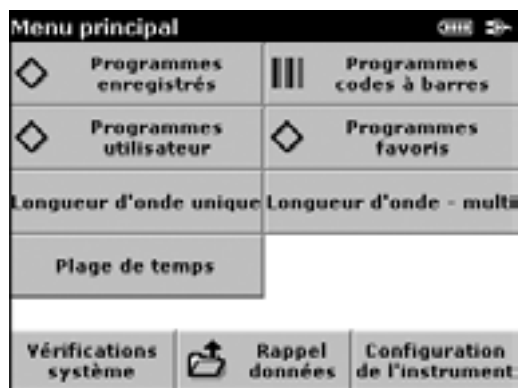 Menu principal
Programmes
enregistrés
Programmes
codes à barres
Programmes
utilisateur
Programmes
favoris
Longueur d'onde unique
Longueur d'onde - multi
Plage de temps
Vérifications
système
Rappel
données
Configuration
de l'instrument